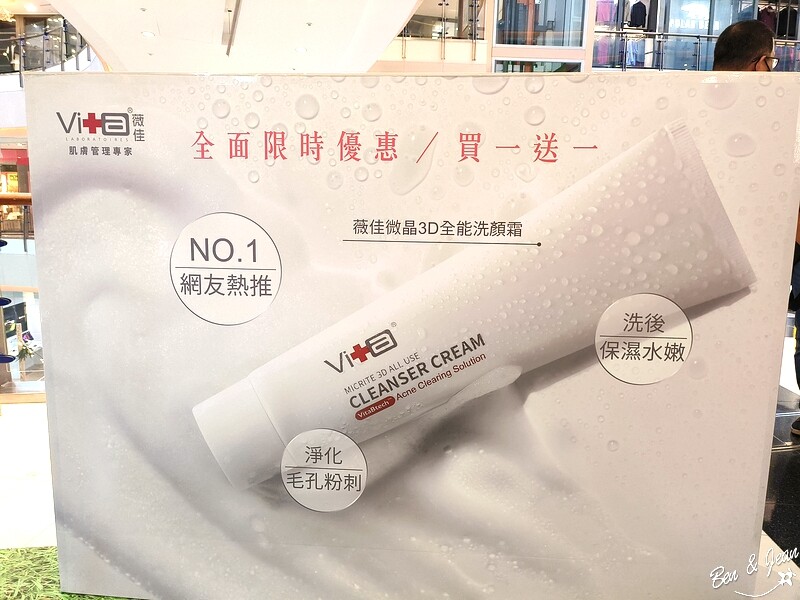 Vita® 薇佳
LABORATOIRES
肌膚管理專家
全面限時優惠／買一送一
薇佳微晶3D全能洗顏霜
NO.1
網友熱推
洗後
保濕水嫩
Vita®
MICRITE 3D ALL USE
CLEANSER CREAM
VitaBtech™ Acne Clearing Solution
淨化
毛孔粉刺
Ben & Jean